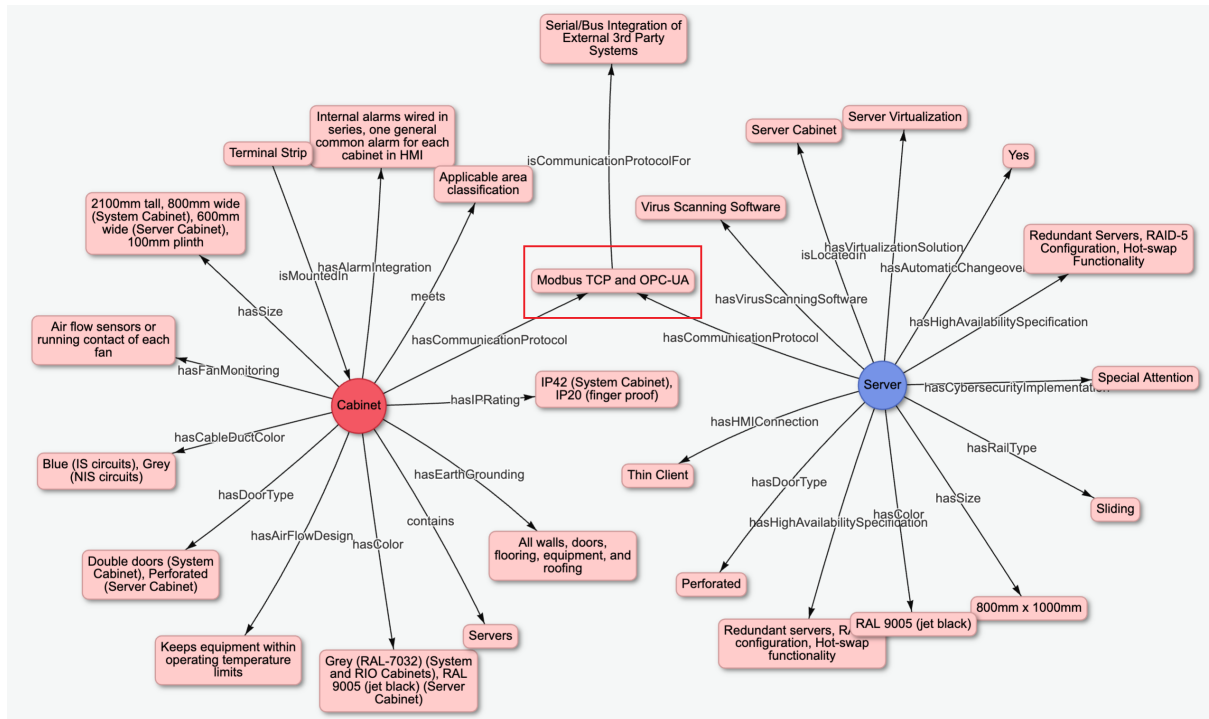 Serial/Bus Integration of
External 3rd Party
Systems
Internal alarms wired in
series, one general
common alarm for each
cabinet in HMI
Terminal Strip
Applicable area
classification
2100mm tall, 800mm wide
(System Cabinet), 600mm
wide (Server Cabinet),
100mm plinth
isCommunicationProtocolFor
Server Cabinet
Server Virtualization
Yes
Virus Scanning Software
Redundant Servers, RAID-5
Configuration, Hot-swap
Functionality
isMountedIn
hasAlarmIntegration
meets
hasSize
Modbus TCP and OPC-UA
hasVirtualizationSolution
isLocatedIn
hasAutomaticChangeover
hasVirusScanningSoftware
hasHighAvailabilitySpecification
Air flow sensors or
running contact of each
fan
hasFanMonitoring
hasCommunicationProtocol
hasCommunicationProtocol
Cabinet
hasIPRating
IP42 (System Cabinet),
IP20 (finger proof)
Server
hasCybersecurityImplementation
Special Attention
hasCableDuctColor
Blue (IS circuits), Grey
(NIS circuits)
hasEarthGrounding
hasHMIConnection
Thin Client
hasRailType
Sliding
hasDoorType
hasAirFlowDesign
hasColor
contains
hasDoorType
hasHighAvailabilitySpecification
hasColor
hasSize
Double doors (System
Cabinet), Perforated
(Server Cabinet)
All walls, doors,
flooring, equipment, and
roofing
Perforated
800mm x 1000mm
RAL 9005 (jet black)
Redundant servers,
configuration, Hot-swap
functionality
Keeps equipment within
operating temperature
limits
Servers
Grey (RAL-7032) (System
and RIO Cabinets), RAL
9005 (jet black) (Server
Cabinet)